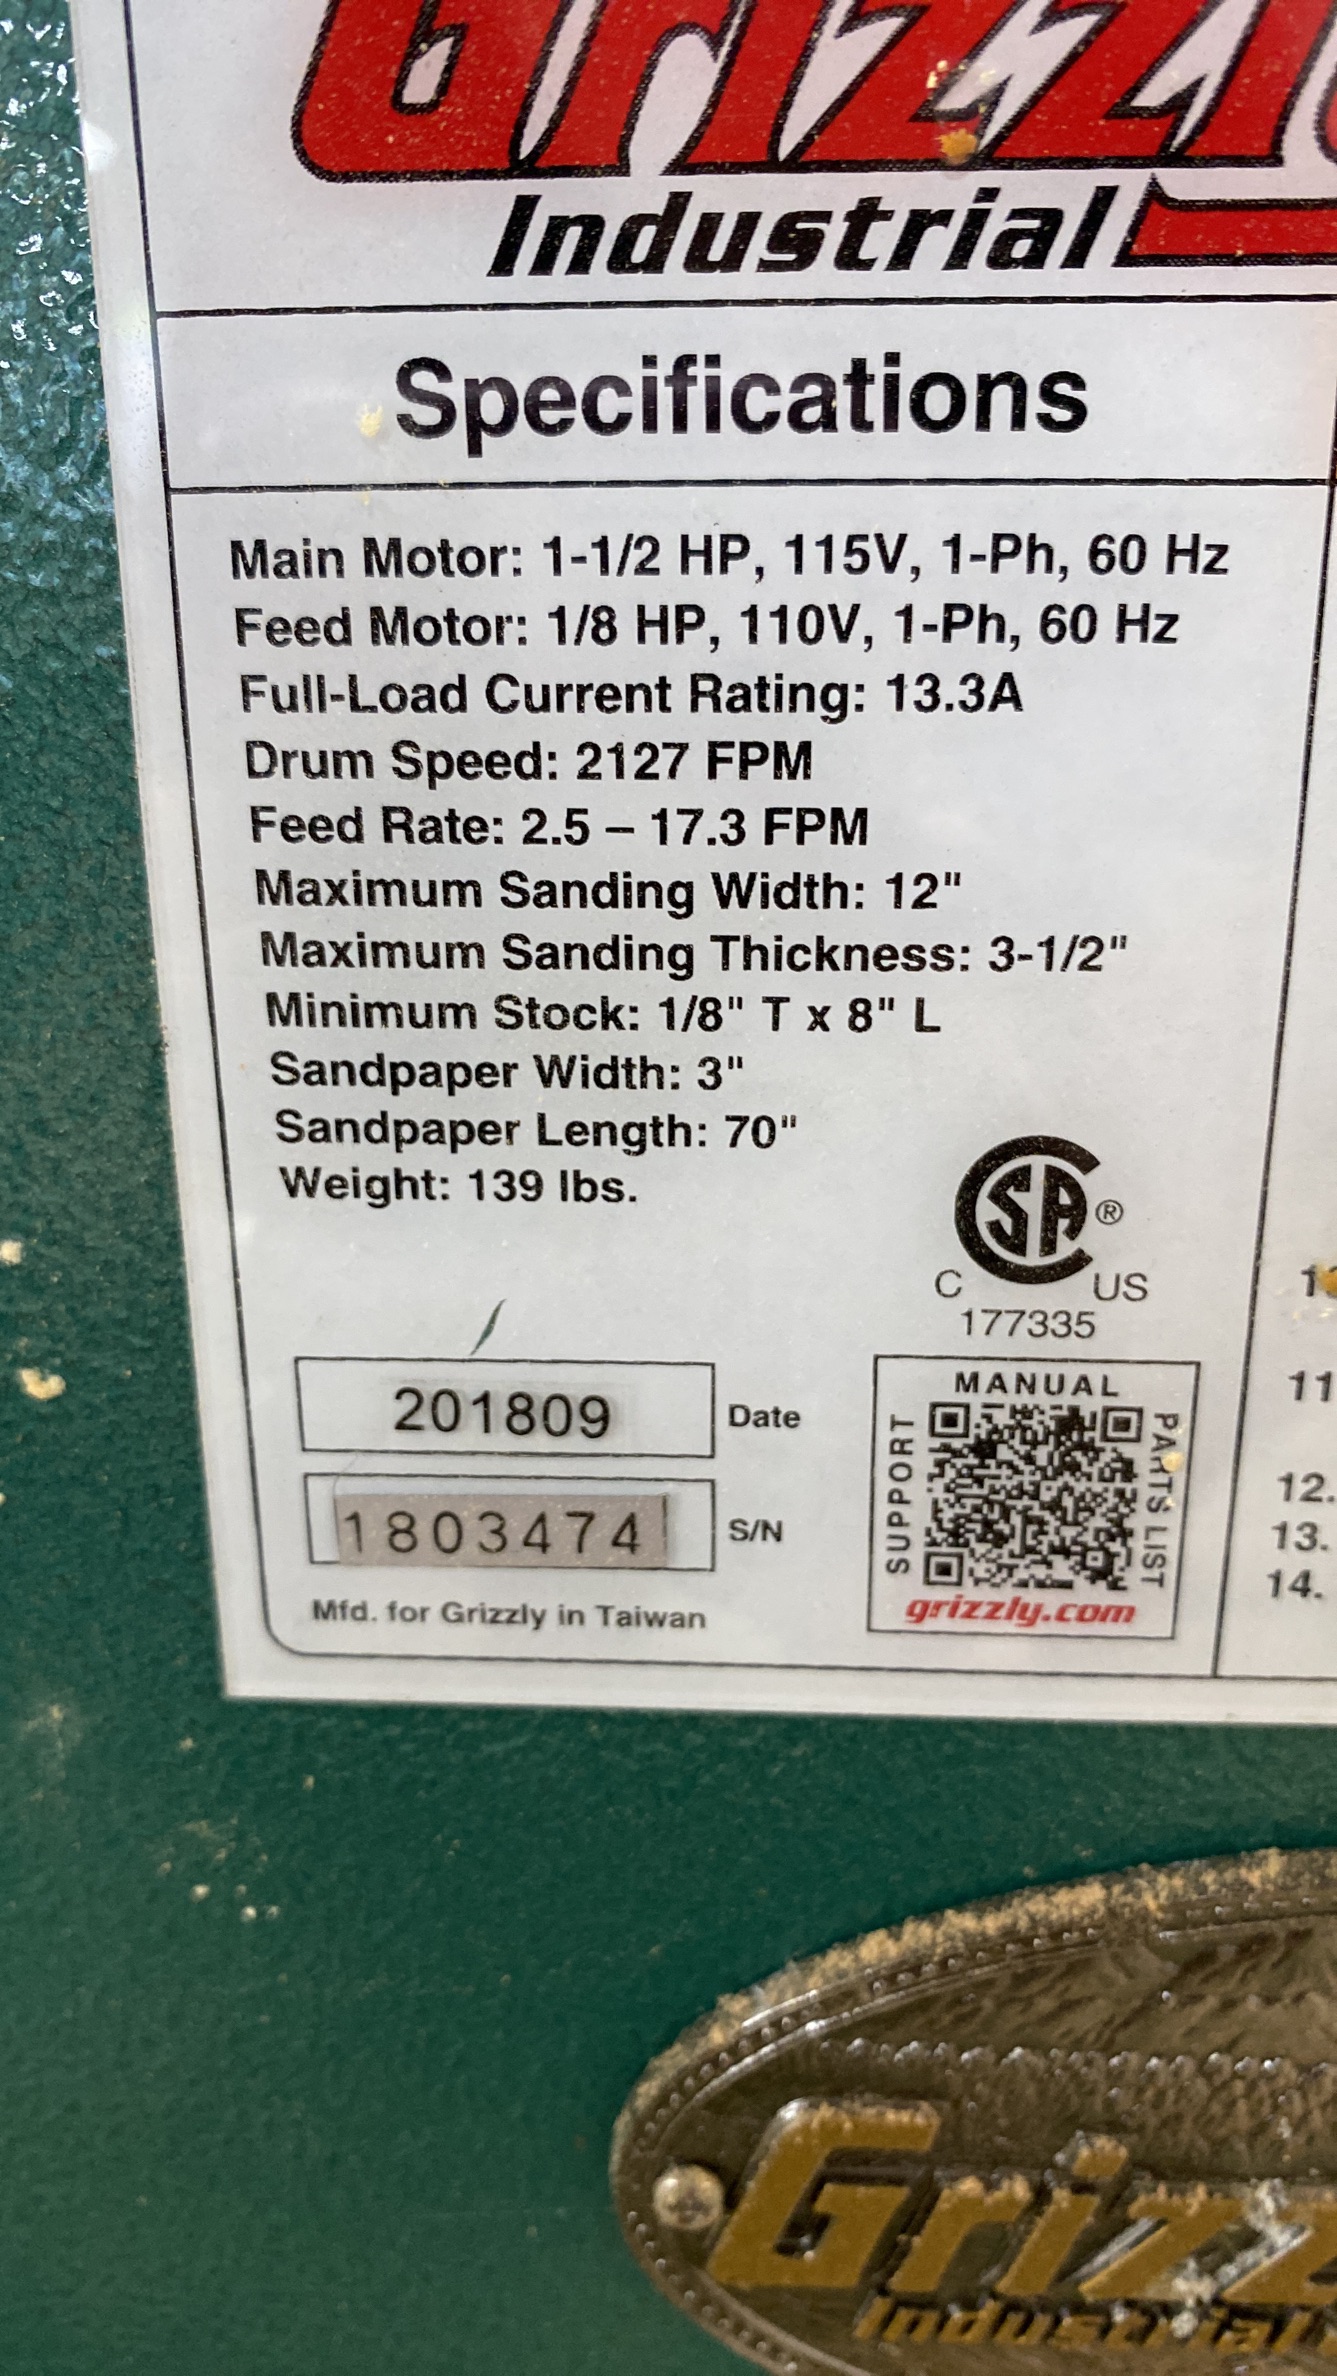 Grizzly
Industrial
Specifications
Main Motor: 1-1/2 HP, 115V, 1-Ph, 60 Hz
Feed Motor: 1/8 HP, 110V, 1-Ph, 60 Hz
Full-Load Current Rating: 13.3A
Drum Speed: 2127 FPM
Feed Rate: 2.5 – 17.3 FPM
Maximum Sanding Width: 12"
Maximum Sanding Thickness: 3-1/2"
Minimum Stock: 1/8" T x 8" L
Sandpaper Width: 3"
Sandpaper Length: 70"
Weight: 139 lbs.
CSA®
C US
177335
201809 Date
1803474 S/N
Mfd. for Grizzly in Taiwan
MANUAL
SUPPORT
PARTS LIST
grizzly.com
11
12.
13.
14.
Grizz
Industrial